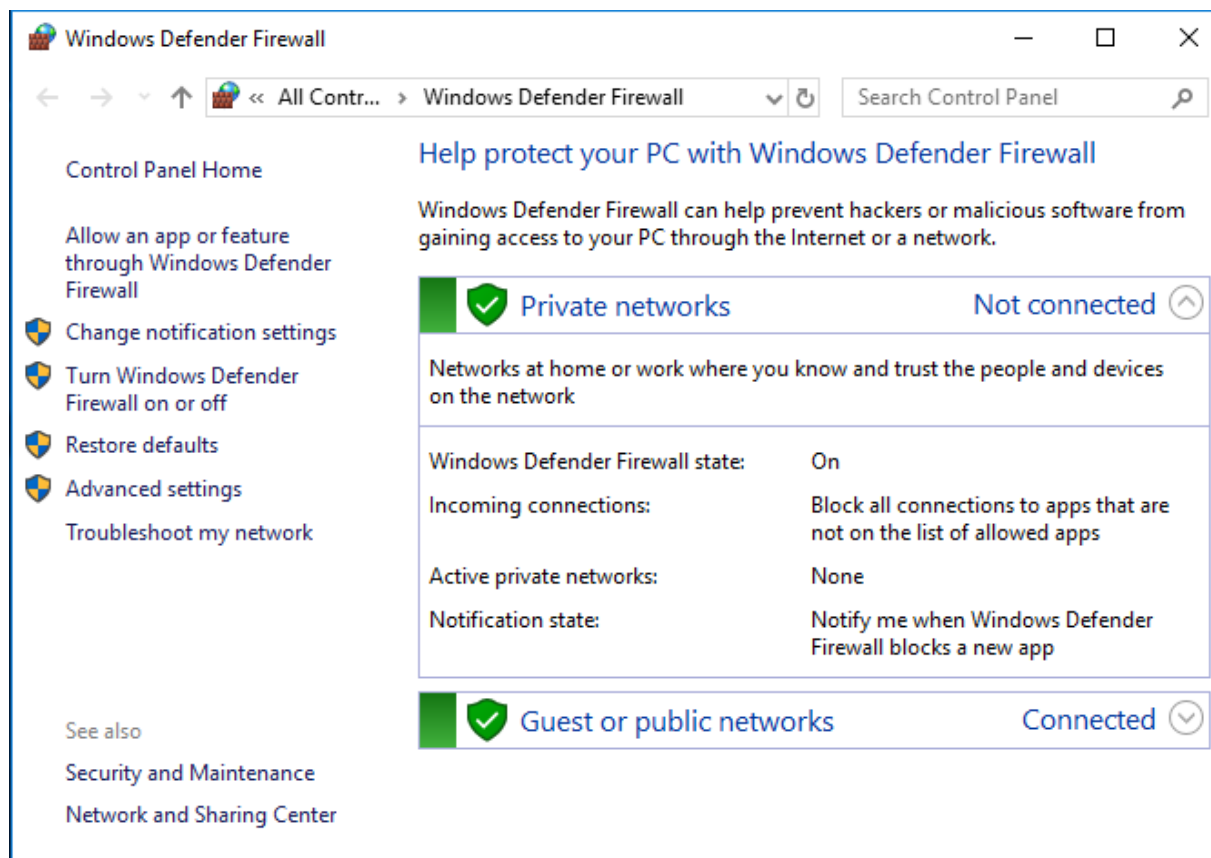 Windows Defender Firewall
« All Contr... › Windows Defender Firewall
Search Control Panel
Control Panel Home
Allow an app or feature
through Windows Defender
Firewall
Change notification settings
Turn Windows Defender
Firewall on or off
Restore defaults
Advanced settings
Troubleshoot my network
See also
Security and Maintenance
Network and Sharing Center
Help protect your PC with Windows Defender Firewall
Windows Defender Firewall can help prevent hackers or malicious software from
gaining access to your PC through the Internet or a network.
Private networks Not connected
Networks at home or work where you know and trust the people and devices
on the network
Windows Defender Firewall state: On
Incoming connections: Block all connections to apps that are
not on the list of allowed apps
Active private networks: None
Notification state: Notify me when Windows Defender
Firewall blocks a new app
Guest or public networks Connected